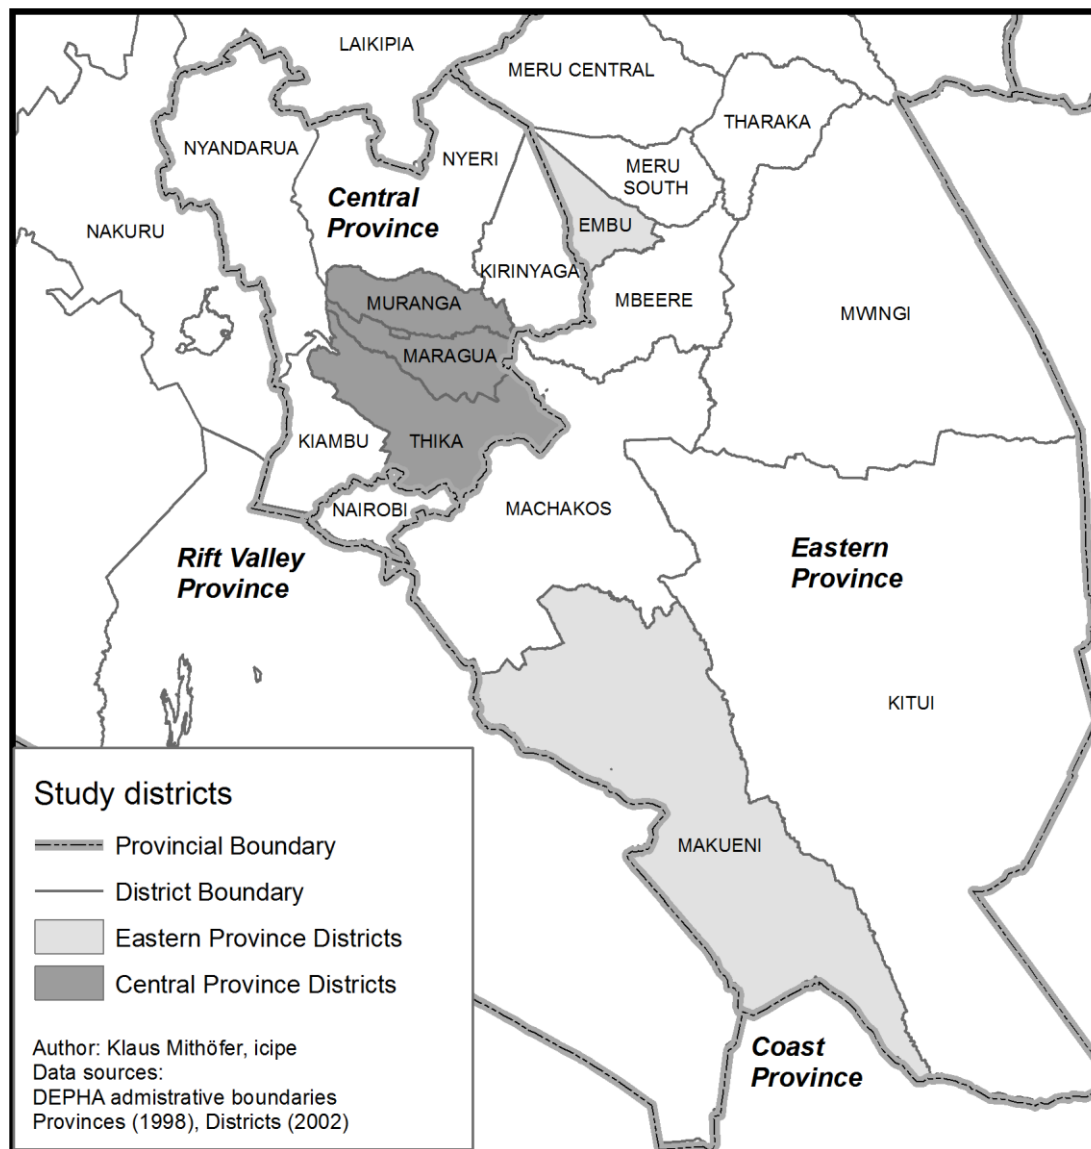 LAIKIPIA
MERU CENTRAL
THARAKA
NYANDARUA
NYERI
MERU
SOUTH
Central
Province
EMBU
NAKURU
KIRINYAGA
MURANGA
MBEERE
MWINGI
MARAGUA
KIAMBU
THIKA
NAIROBI
MACHAKOS
Rift Valley
Province
Eastern
Province
KITUI
MAKUENI
Coast
Province
Study districts
Provincial Boundary
District Boundary
Eastern Province Districts
Central Province Districts
Author: Klaus Mithöfer, icipe
Data sources:
DEPHA admistrative boundaries
Provinces (1998), Districts (2002)